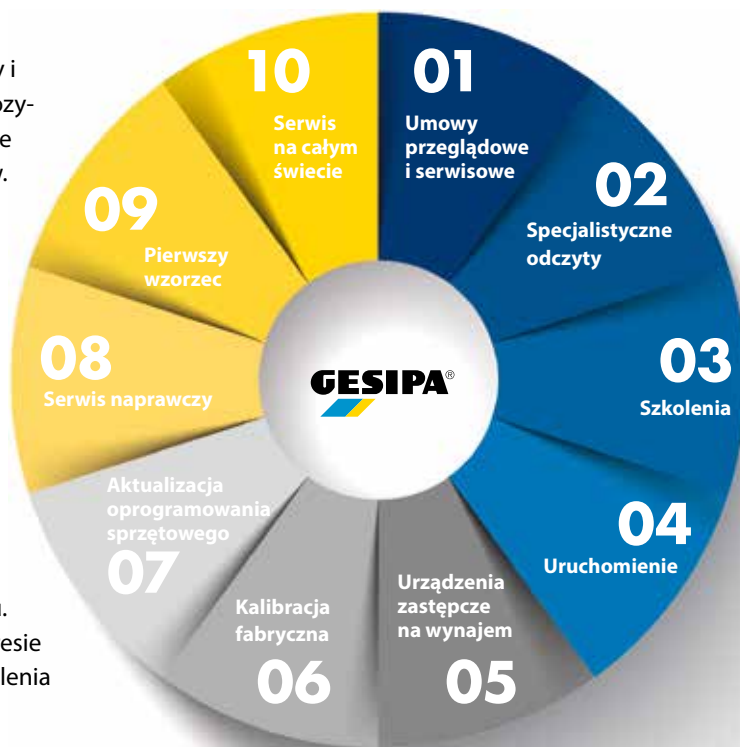 01
Umowy
przeglądowe
i serwisowe
02
Specjalistyczne
odczyty
03
Szkolenia
04
Uruchomienie
Urządzenia
zastępcze
na wynajem
05
Kalibracja
fabryczna
06
Aktualizacja
oprogramowania
sprzętowego
07
08
Serwis naprawczy
09
Pierwszy
wzorzec
10
Serwis
na całym
świecie
GESIPA®